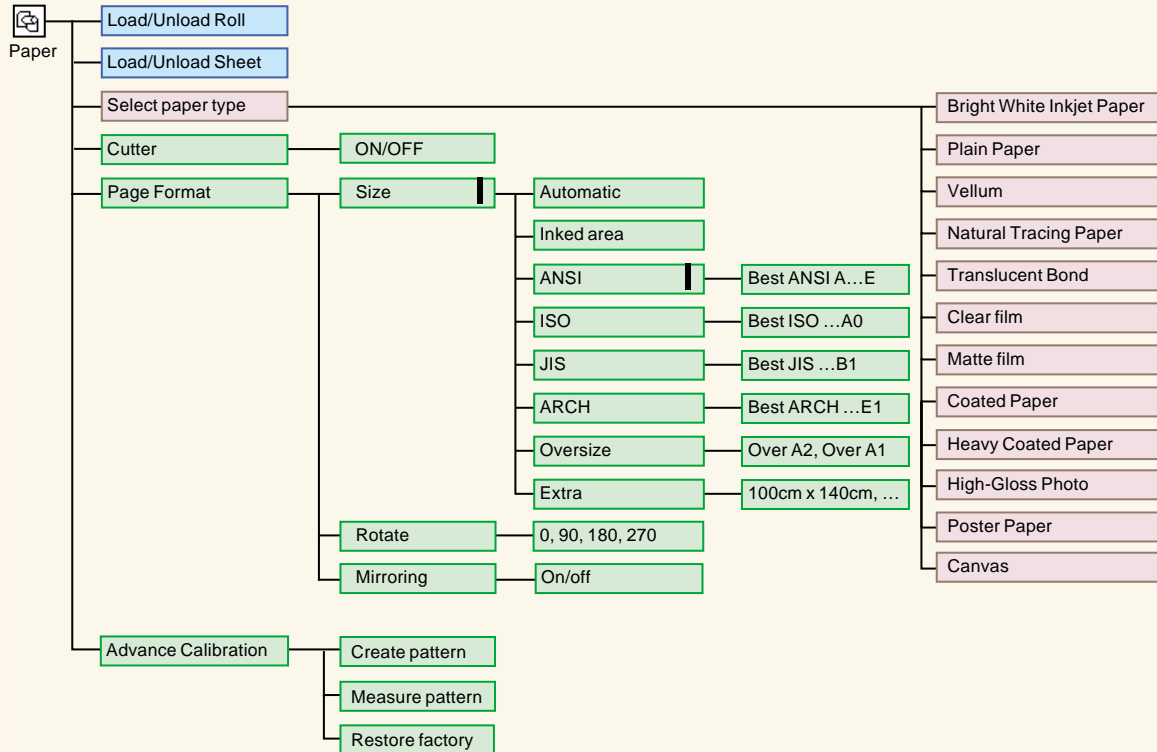 Paper
Load/Unload Roll
Load/Unload Sheet
Select paper type
Cutter
ON/OFF
Page Format
Size
Automatic
Inked area
ANSI
Best ANSI A…E
ISO
Best ISO …A0
JIS
Best JIS …B1
ARCH
Best ARCH …E1
Oversize
Over A2, Over A1
Extra
100cm x 140cm, …
Rotate
0, 90, 180, 270
Mirroring
On/off
Advance Calibration
Create pattern
Measure pattern
Restore factory
Bright White Inkjet Paper
Plain Paper
Vellum
Natural Tracing Paper
Translucent Bond
Clear film
Matte film
Coated Paper
Heavy Coated Paper
High-Gloss Photo
Poster Paper
Canvas